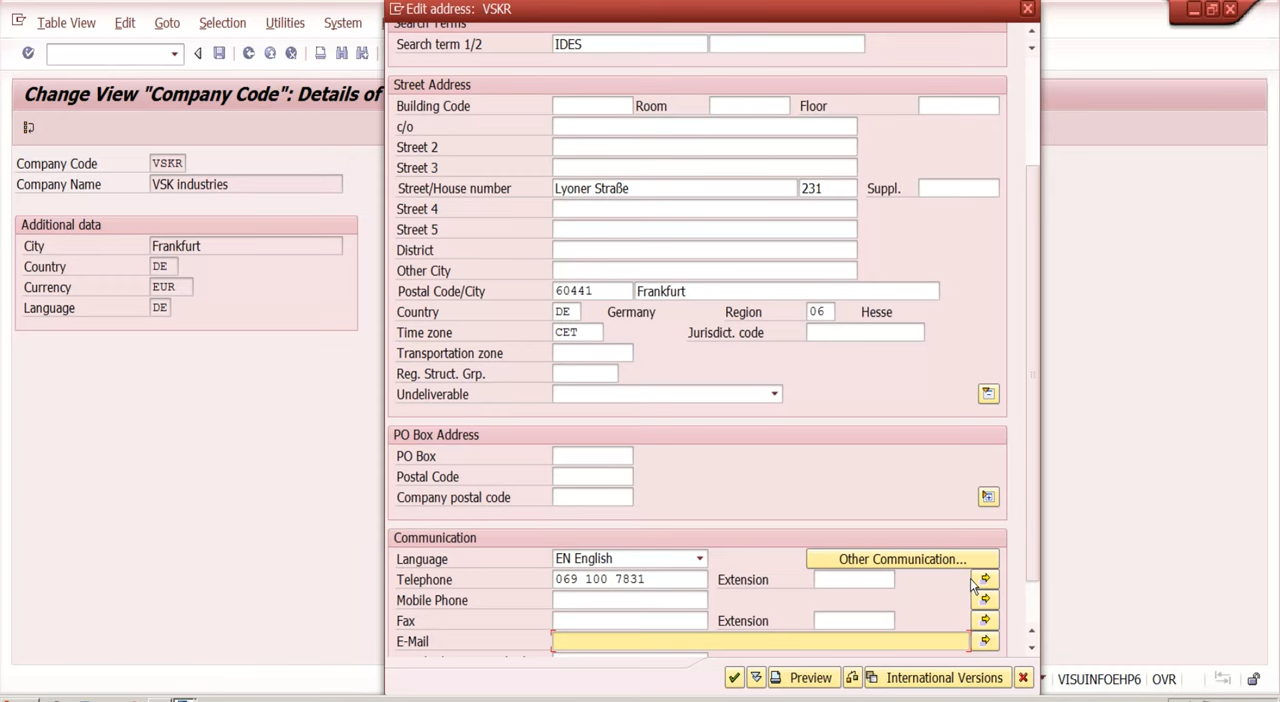 Edit address: VSKR
Table View Edit Goto Selection Utilities System
Search Terms
Search term 1/2 IDES
Change View "Company Code": Details of
Street Address
Building Code Room Floor
c/o
Street 2
Street 3
Company Code VSKR
Company Name VSK industries
Street/House number Lyoner Straße 231 Suppl.
Street 4
Additional data
Street 5
City Frankfurt
District
Country DE
Other City
Currency EUR
Postal Code/City 60441 Frankfurt
Language DE
Country DE Germany Region 06 Hesse
Time zone CET Jurisdict. code
Transportation zone
Reg. Struct. Grp.
Undeliverable
PO Box Address
PO Box
Postal Code
Company postal code
Communication
Language EN English Other Communication...
Telephone 069 100 7831 Extension
Mobile Phone
Fax Extension
E-Mail
Preview International Versions
VISUINFOEHP6 OVR